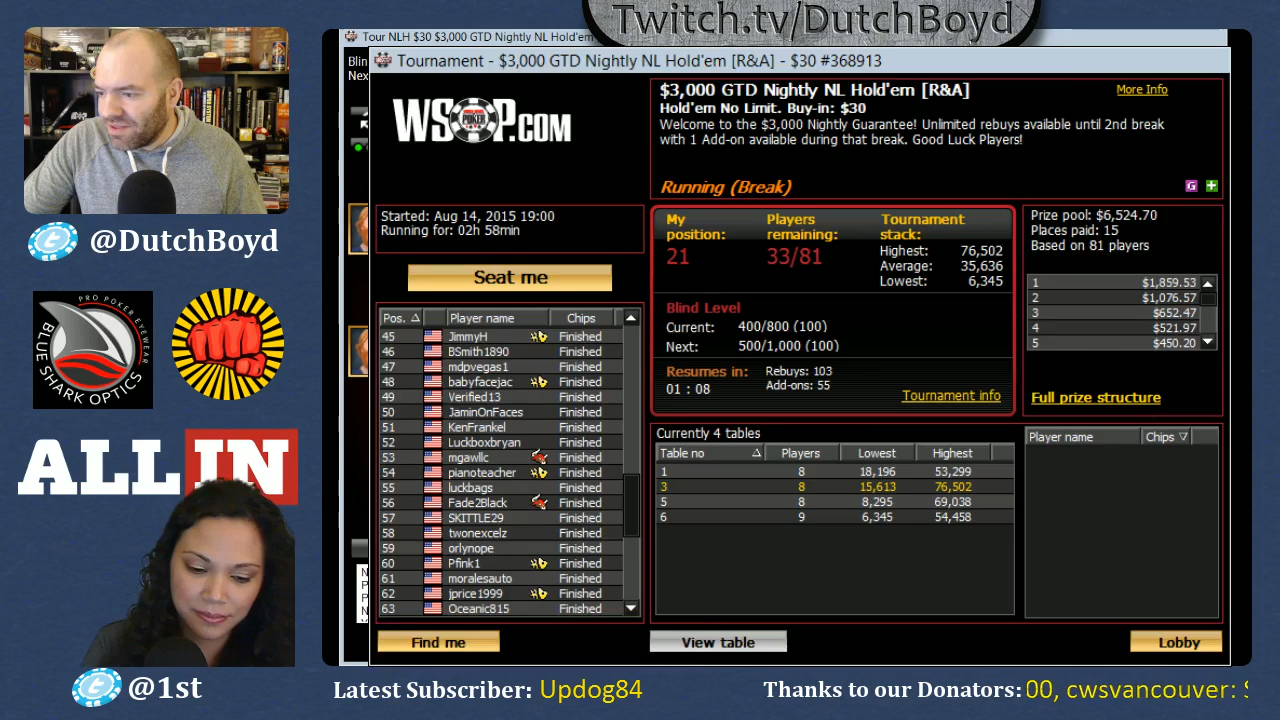 Twitch.tv/DutchBoyd
Tour NLH $30 $3,000 GTD Nightly NL Hold'em
Tournament - $3,000 GTD Nightly NL Hold'em [R&A] - $30 #368913
WSOP.COM
$3,000 GTD Nightly NL Hold'em [R&A]
More Info
Hold'em No Limit. Buy-in: $30
Welcome to the $3,000 Nightly Guarantee! Unlimited rebuys available until 2nd break
with 1 Add-on available during that break. Good Luck Players!
Running (Break)
G
@DutchBoyd
PRO POKER EYEWEAR
BLUE SHARK OPTICS
ALL IN
Started: Aug 14, 2015 19:00
Running for: 02h 58min
Seat me
Pos. Player name Chips
45 JimmyH Finished
46 BSmith1890 Finished
47 mdpvegas1 Finished
48 babyfacejac Finished
49 Verified13 Finished
50 JaminOnFaces Finished
51 KenFrankel Finished
52 Luckboxbryan Finished
53 mgawllc Finished
54 pianoteacher Finished
55 luckbags Finished
56 Fade2Black Finished
57 SKITTLE29 Finished
58 twonexcelz Finished
59 orlynope Finished
60 Pfink1 Finished
61 moralesauto Finished
62 jprice1999 Finished
63 Oceanic815 Finished
Find me
My position: Players remaining: Tournament stack:
21 33/81
Highest: 76,502
Average: 35,636
Lowest: 6,345
Blind Level
Current: 400/800 (100)
Next: 500/1,000 (100)
Resumes in:
01 : 08
Rebuys: 103
Add-ons: 55
Tournament info
Prize pool: $6,524.70
Places paid: 15
Based on 81 players
1 $1,859.53
2 $1,076.57
3 $652.47
4 $521.97
5 $450.20
Full prize structure
Currently 4 tables
Table no Players Lowest Highest
1 8 18,196 53,299
3 8 15,613 76,502
5 8 8,295 69,038
6 9 6,345 54,458
Player name Chips
View table
Lobby
@1st
Latest Subscriber: Updog84
Thanks to our Donators: 00, cwsvancouver: